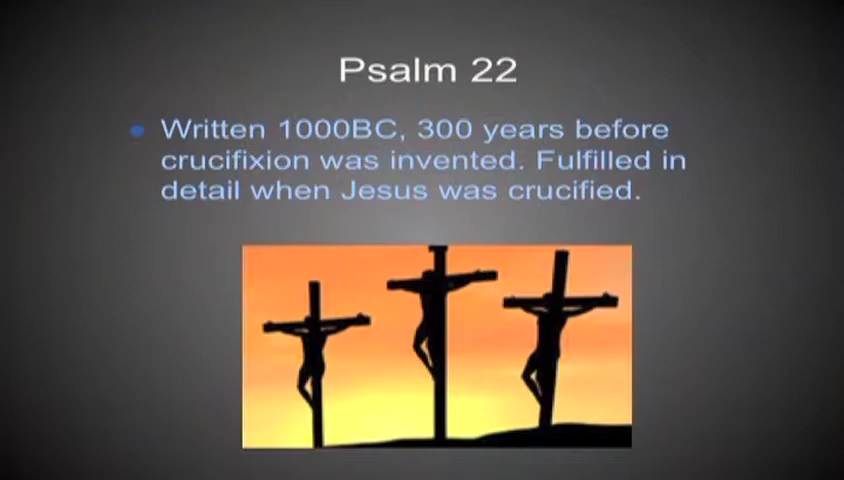 Psalm 22
Written 1000BC, 300 years before
crucifixion was invented. Fulfilled in
detail when Jesus was crucified.